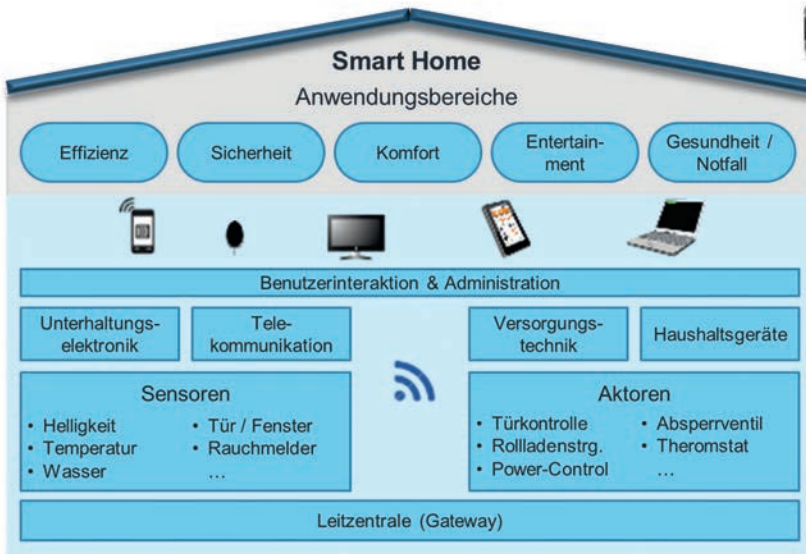 Smart Home
Anwendungsbereiche
Effizienz
Sicherheit
Komfort
Entertain-
ment
Gesundheit /
Notfall
Benutzerinteraktion & Administration
Unterhaltungs-
elektronik
Tele-
kommunikation
Versorgungs-
technik
Haushaltsgeräte
Sensoren
• Helligkeit
• Temperatur
• Wasser
• Tür / Fenster
• Rauchmelder
…
Aktoren
• Türkontrolle
• Rollladenstrg.
• Power-Control
• Absperrventil
• Theromstat
…
Leitzentrale (Gateway)